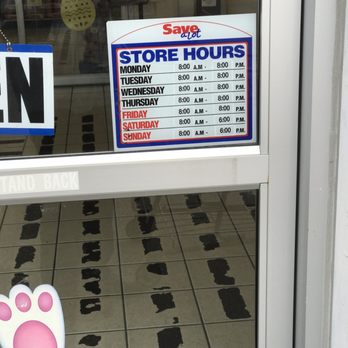 Save
a lot
STORE HOURS
MONDAY 8:00 A.M - 8:00 P.M.
TUESDAY 8:00 A.M - 8:00 P.M.
WEDNESDAY 8:00 A.M - 8:00 P.M.
THURSDAY 8:00 A.M - 8:00 P.M.
FRIDAY 8:00 A.M - 8:00 P.M.
SATURDAY 8:00 A.M - 6:00 P.M.
SUNDAY 8:00 A.M - 6:00 P.M.
EN
STAND BACK